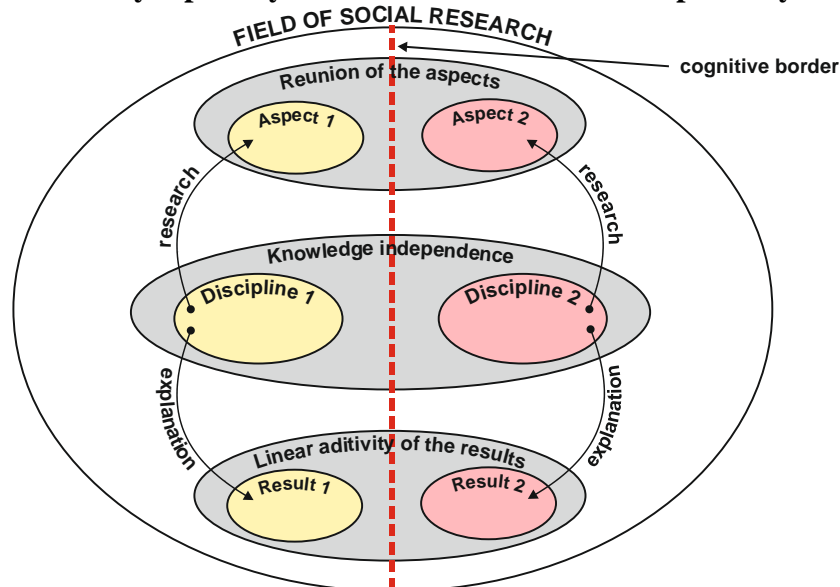 FIELD OF SOCIAL RESEARCH
cognitive border
Reunion of the aspects
Aspect 1
Aspect 2
research
research
Knowledge independence
Discipline 1
Discipline 2
explanation
explanation
Linear aditivity of the results
Result 1
Result 2